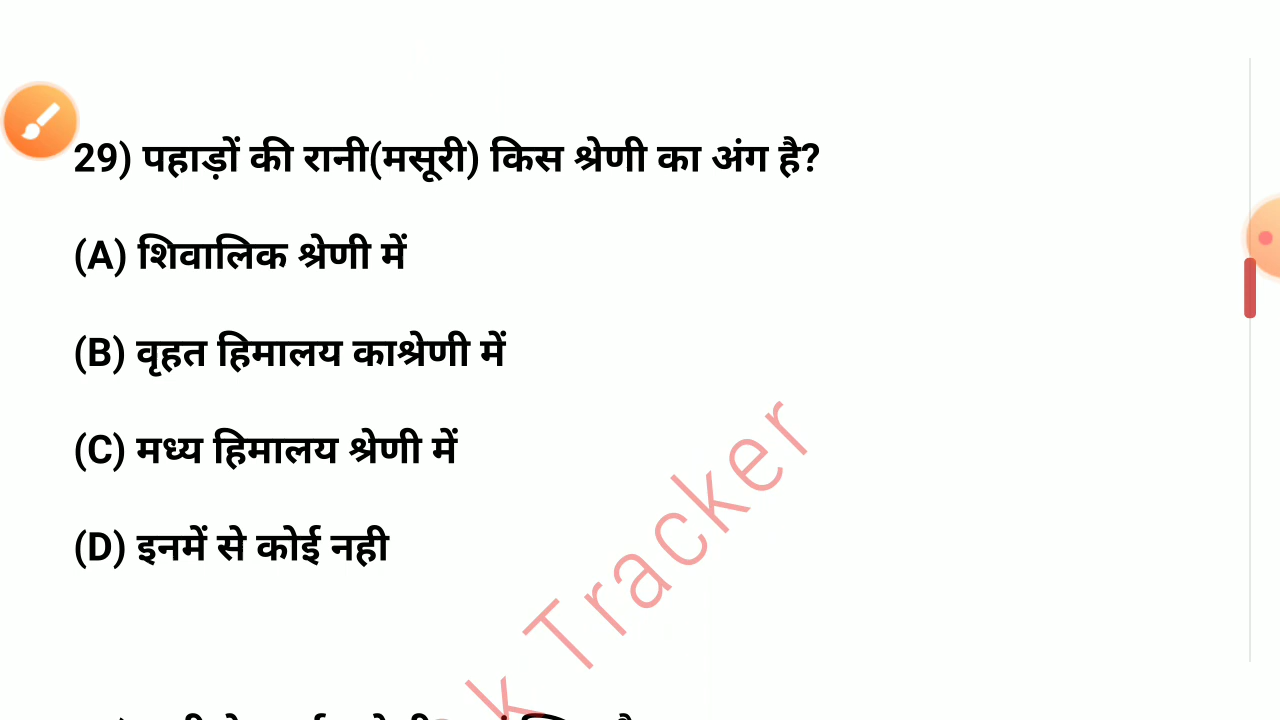 29) पहाड़ों की रानी(मसूरी) किस श्रेणी का अंग है?
(A) शिवालिक श्रेणी में
(B) वृहत हिमालय काश्रेणी में
(C) मध्य हिमालय श्रेणी में
(D) इनमें से कोई नही
k Tracker